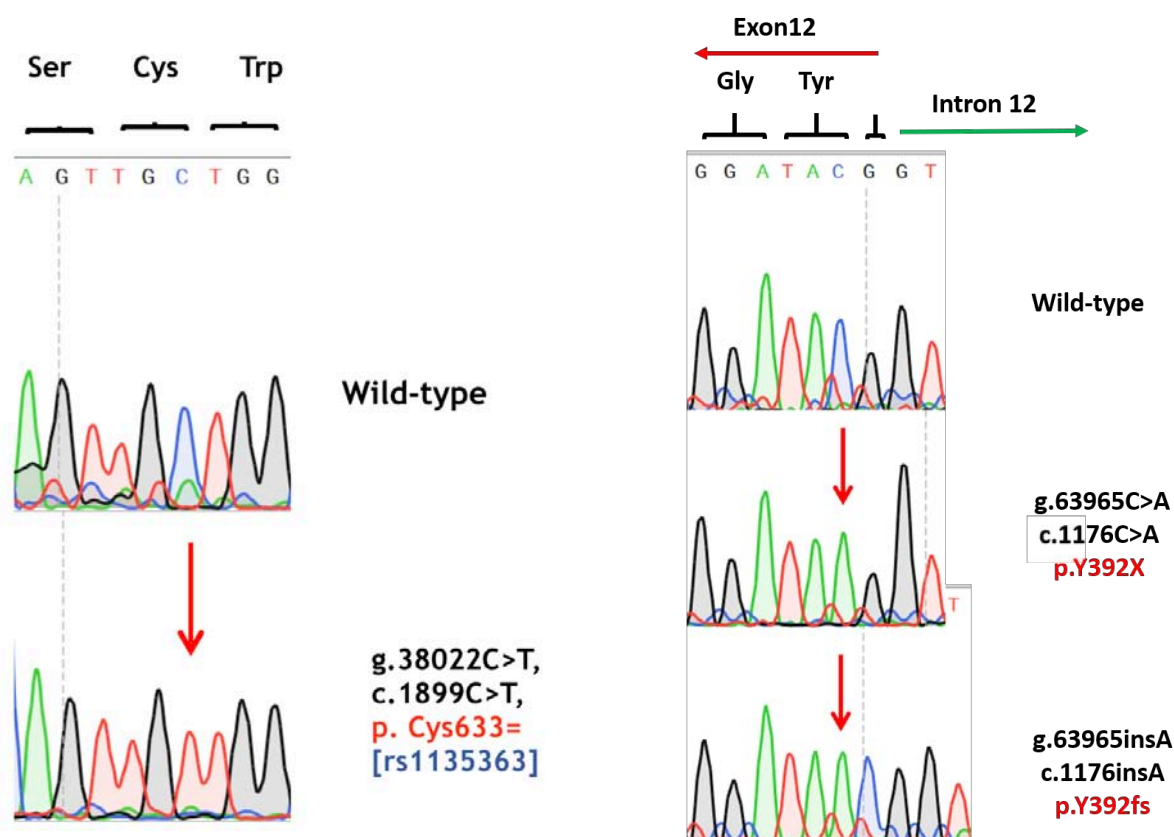 Ser Cys Trp
A G T T G C T G G
Wild-type
g.38022C>T,
c.1899C>T,
p. Cys633=
[rs1135363]
Exon12
Gly Tyr
Intron 12
G G A T A C G G T
Wild-type
g.63965C>A
c.1176C>A
p.Y392X
T
g.63965insA
c.1176insA
p.Y392fs